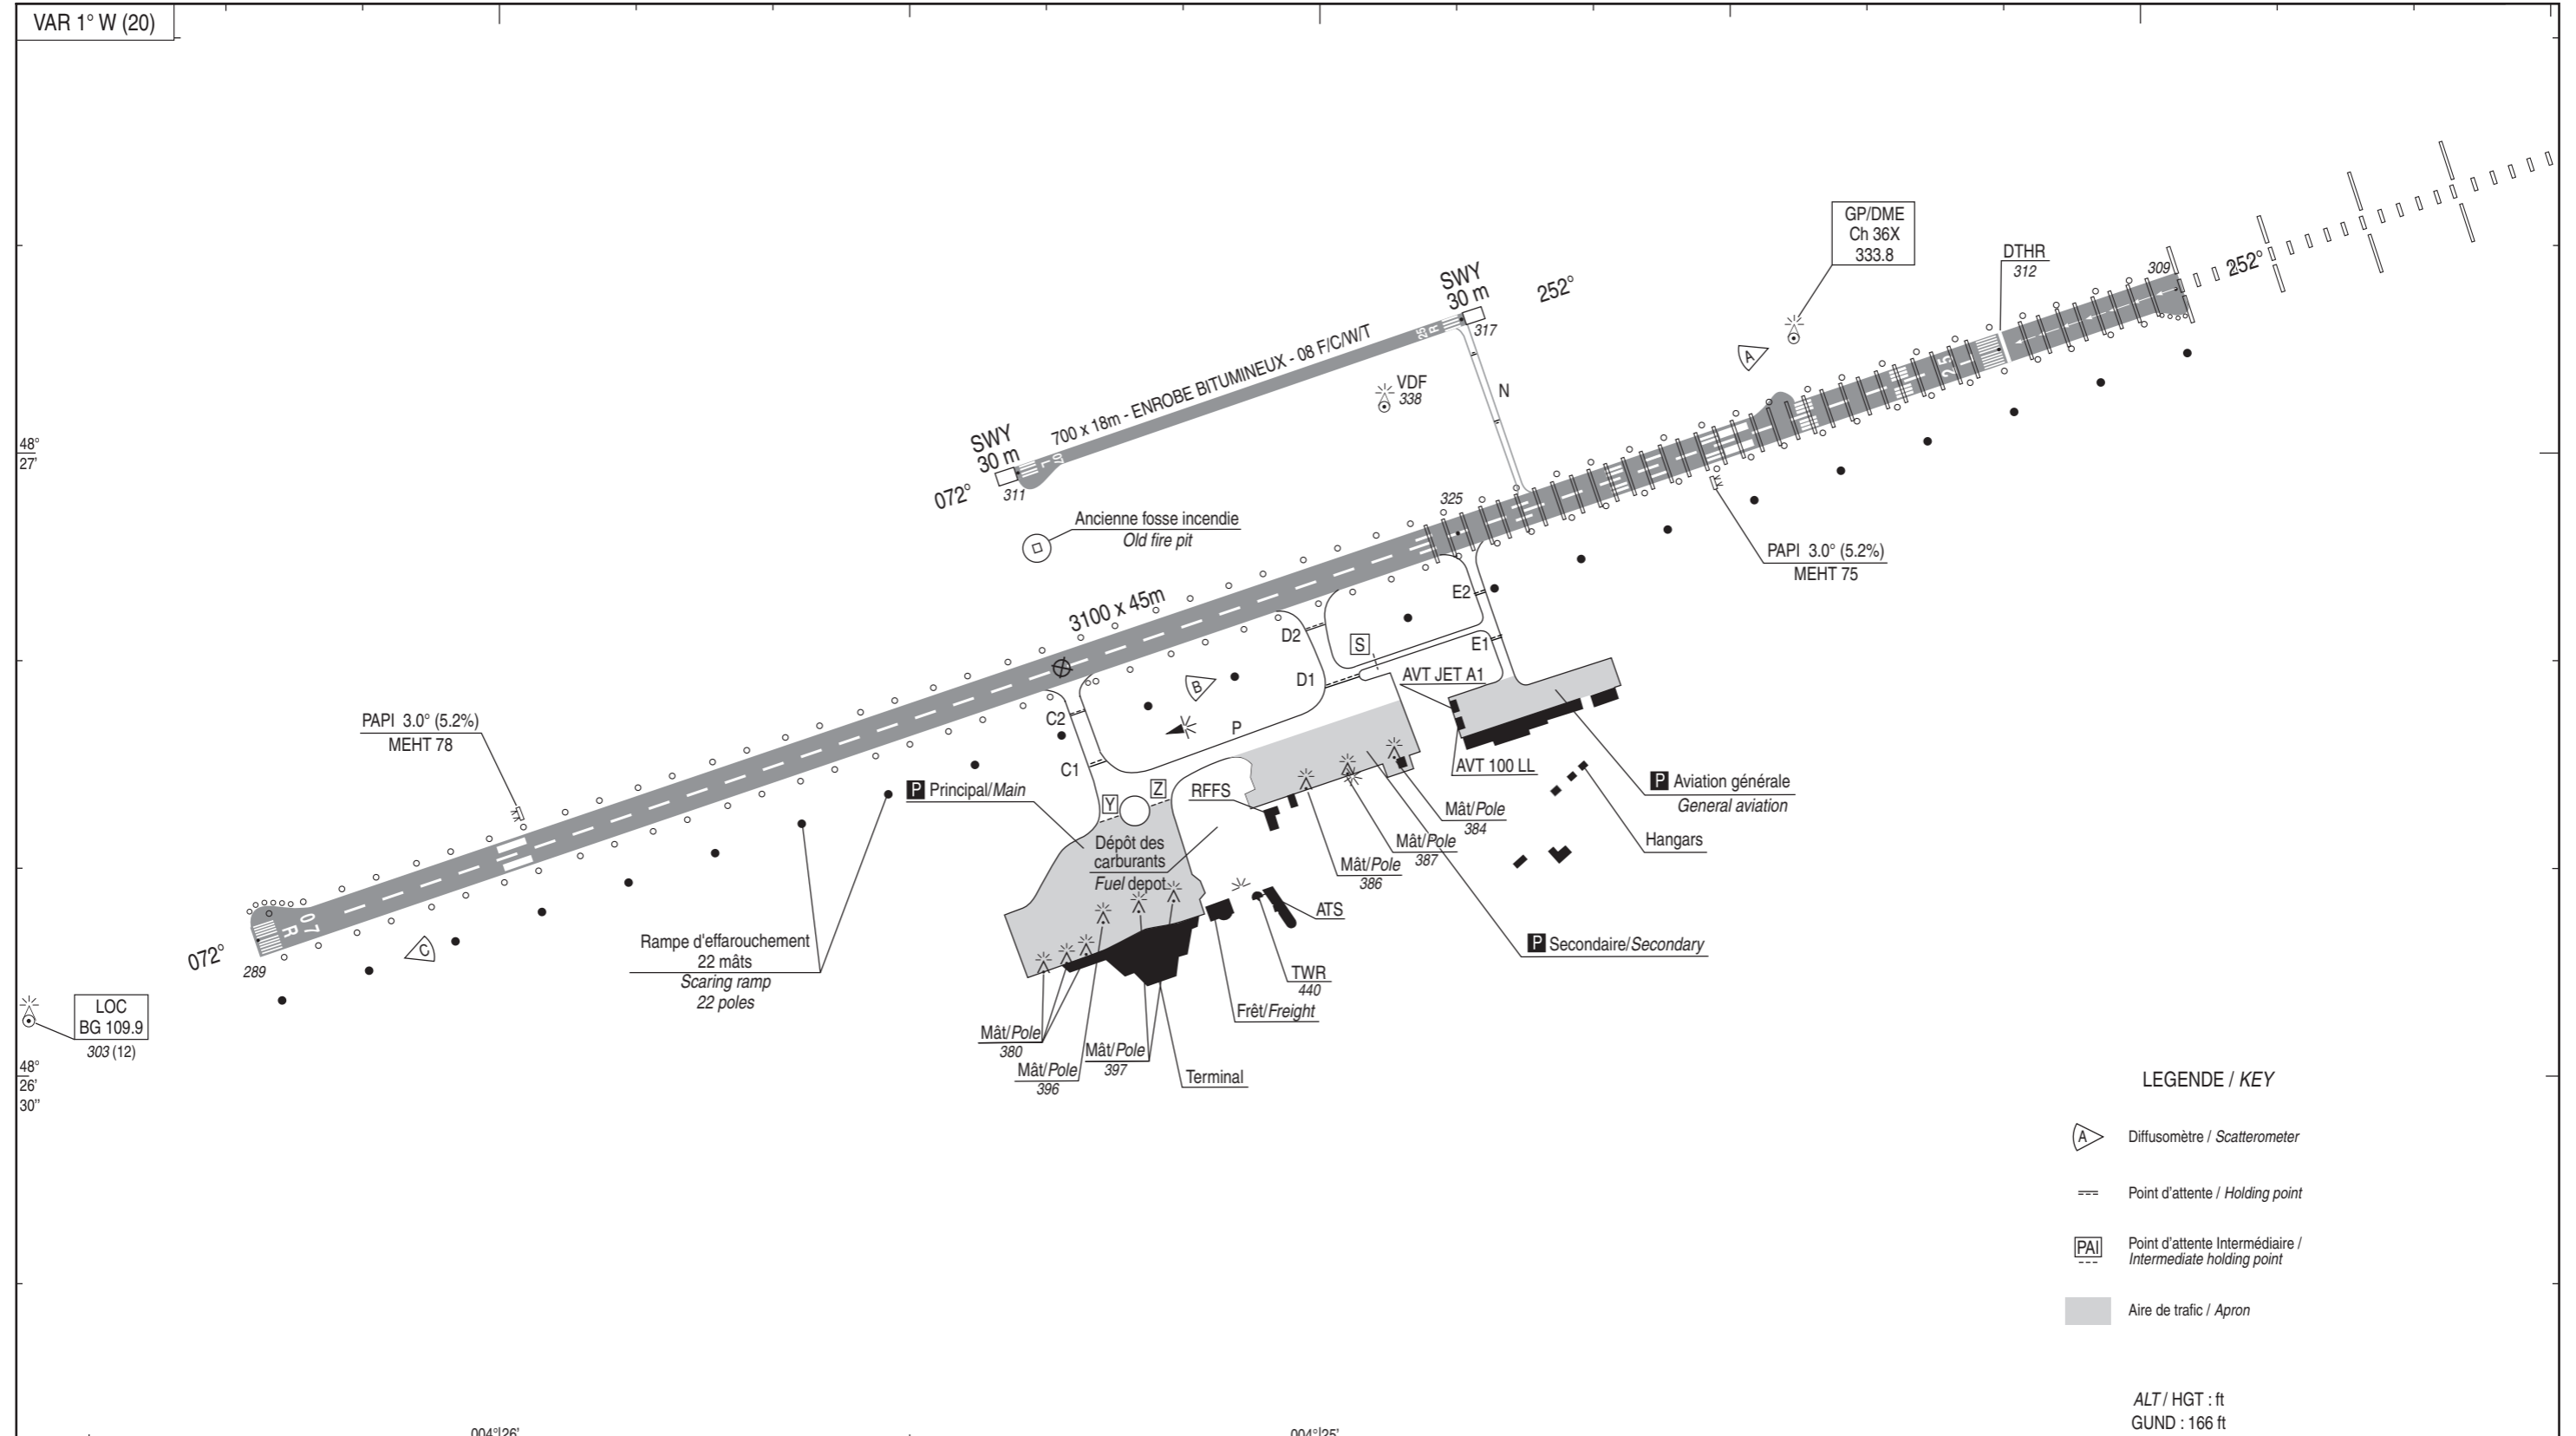 VAR 1° W (20)
GP/DME
Ch 36X
333.8
DTHR
312
309
252°
SWY
30 m
252°
317
700 x 18m - ENROBE BITUMINEUX - 08 F/C/W/T
25
R
VDF
338
N
A
25
SWY
30 m
L
07
072°
311
48°
27'
325
Ancienne fosse incendie
Old fire pit
PAPI 3.0° (5.2%)
MEHT 75
3100 x 45m
E2
D2
S
E1
D1
AVT JET A1
B
C2
P
PAPI 3.0° (5.2%)
MEHT 78
C1
AVT 100 LL
P Principal/Main
Y
Z
RFFS
P Aviation générale
General aviation
Mât/Pole
384
Mât/Pole
387
Hangars
Dépôt des
carburants
Fuel depot
Mât/Pole
386
07
R
ATS
C
072°
289
Rampe d'effarouchement
22 mâts
Scaring ramp
22 poles
P Secondaire/Secondary
TWR
440
LOC
BG 109.9
303 (12)
Frêt/Freight
Mât/Pole
380
Mât/Pole
397
Mât/Pole
396
Terminal
48°
26'
30''
LEGENDE / KEY
A Diffusomètre / Scatterometer
Point d'attente / Holding point
PAI Point d'attente Intermédiaire /
Intermediate holding point
Aire de trafic / Apron
ALT / HGT : ft
GUND : 166 ft
004° 26'
004° 25'